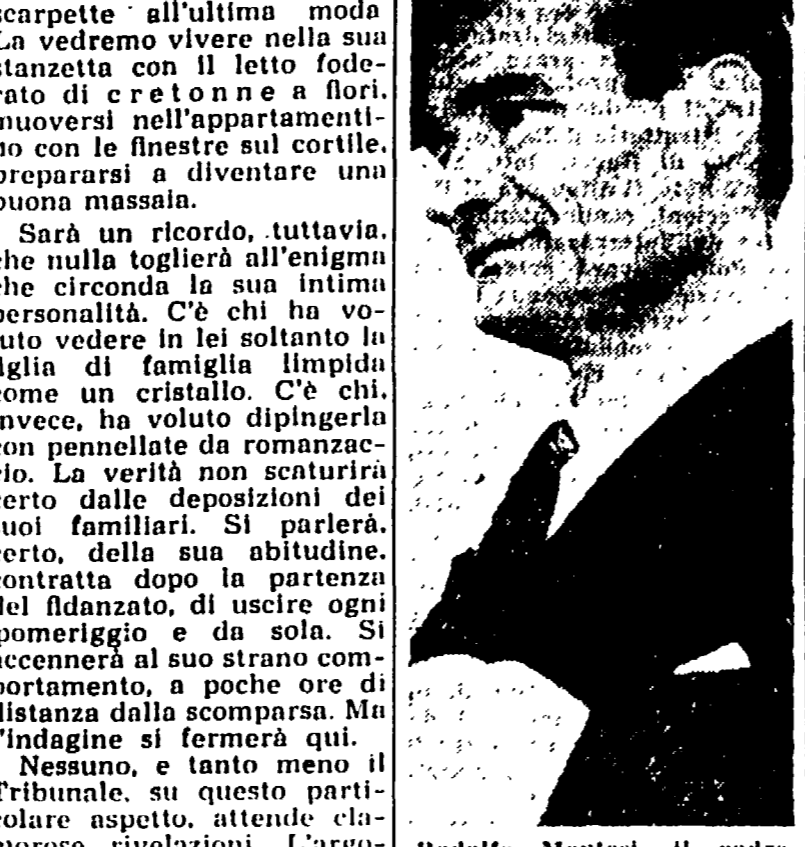 scarpette all'ultima moda
La vedremo vivere nella sua
stanzetta con il letto fode-
rato di cretonne a fiori,
muoversi nell'appartamenti-
no con le finestre sul cortile,
prepararsi a diventare una
buona massaia.
Sarà un ricordo, tuttavia,
che nulla toglierà all'enigma
che circonda la sua intima
personalità. C'è chi ha vo-
luto vedere in lei soltanto la
figlia di famiglia limpida
come un cristallo. C'è chi,
invece, ha voluto dipingerla
con pennellate da romanzac-
cio. La verità non scaturirà
certo dalle deposizioni dei
suoi familiari. Si parlerà,
certo, della sua abitudine,
contratta dopo la partenza
del fidanzato, di uscire ogni
pomeriggio e da sola. Si
accennerà al suo strano com-
portamento, a poche ore di
distanza dalla scomparsa. Ma
l'indagine si fermerà qui.
Nessuno, e tanto meno il
Tribunale, su questo parti-
colare aspetto, attende cla-
morose rivelazioni. L'argo-
Rodolfo Montesi, il padre